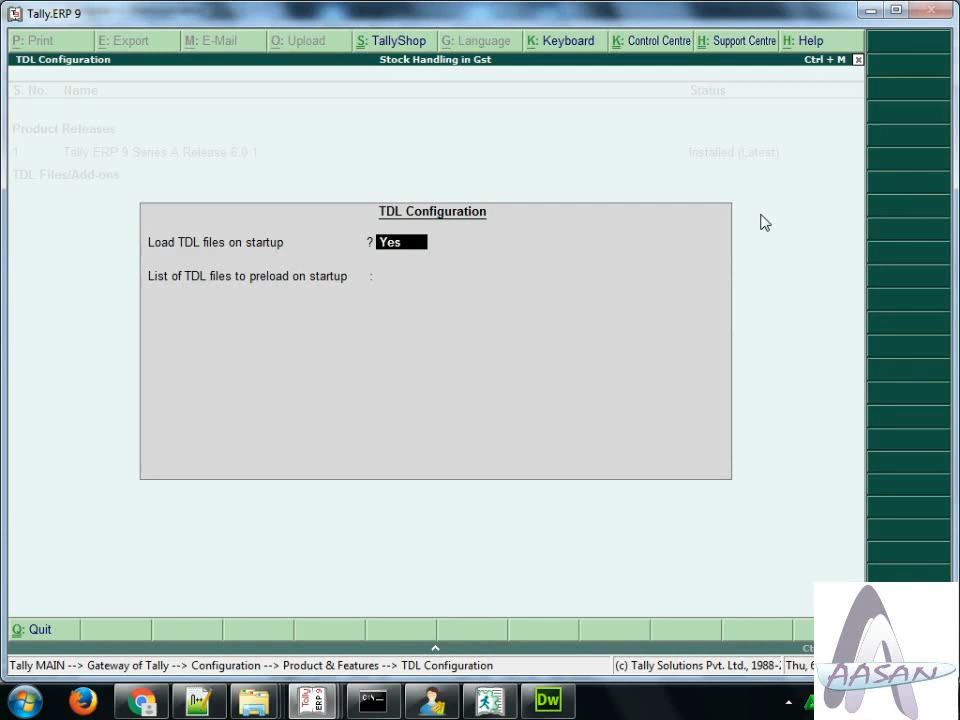 Tally.ERP 9
P: Print E: Export M: E-Mail O: Upload S: TallyShop G: Language K: Keyboard K: Control Centre H: Support Centre H: Help
TDL Configuration Stock Handling in Gst Ctrl + M
S. No. Name Status
Product Releases
1 Tally.ERP 9 Series A Release 6.0.1 Installed (Latest)
TDL Files/Add-ons
TDL Configuration
Load TDL files on startup ? Yes
List of TDL files to preload on startup :
Q: Quit
Tally MAIN --> Gateway of Tally --> Configuration --> Product & Features --> TDL Configuration (c) Tally Solutions Pvt. Ltd., 1988- Thu, 6
Tally ERP 9
C:\
Dw
AASAN